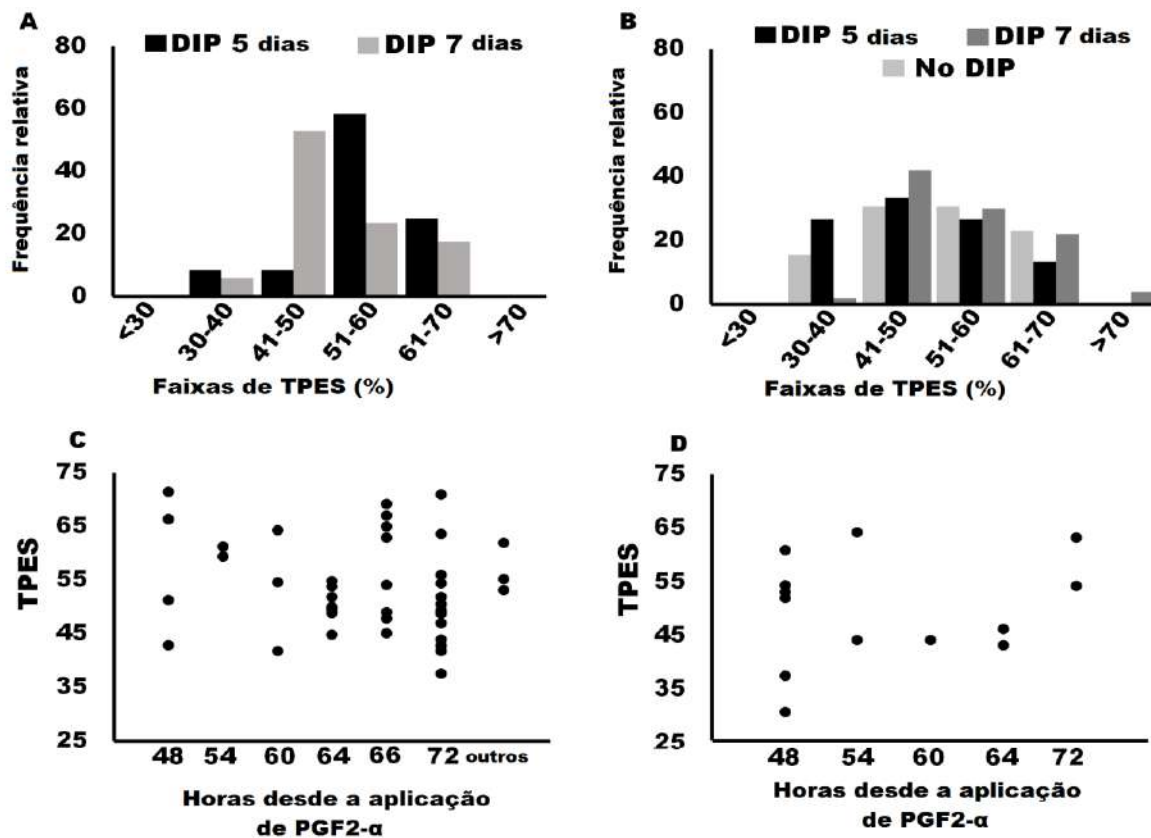 A
DIP 5 dias DIP 7 dias
80
60
40
20
0
Frequência relativa
<30 30-40 41-50 51-60 61-70 >70
Faixas de TPES (%)
B
DIP 5 dias DIP 7 dias
No DIP
80
60
40
20
0
Frequência relativa
<30 30-40 41-50 51-60 61-70 >70
Faixas de TPES (%)
C
75
65
55
45
35
25
TPES
48 54 60 64 66 72 outros
Horas desde a aplicação
de PGF2-α
D
75
65
55
45
35
25
TPES
48 54 60 64 72
Horas desde a aplicação
de PGF2-α